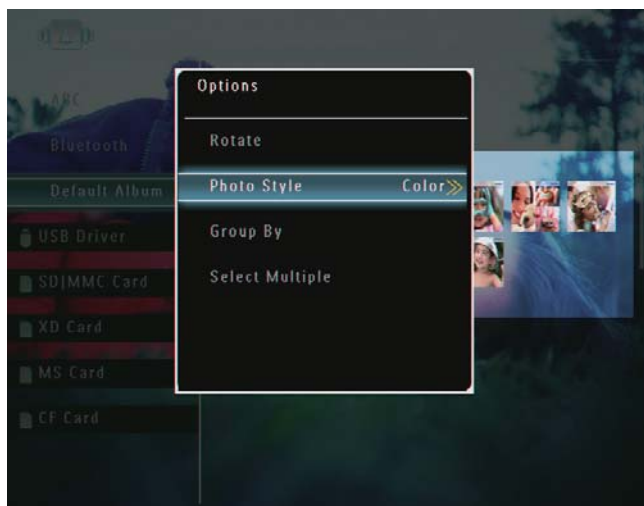 ABC
Bluetooth
Default Album
USB Driver
SD|MMC Card
XD Card
MS Card
CF Card
Options
Rotate
Photo Style Color
Group By
Select Multiple